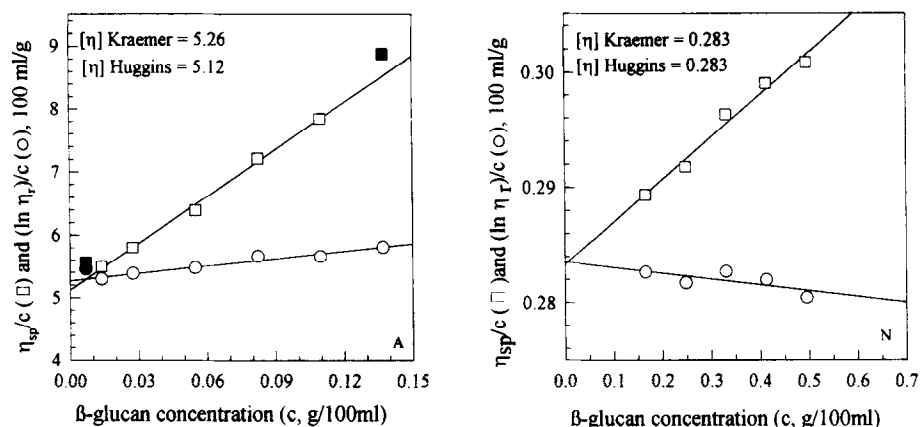 [η] Kraemer = 5.26
[η] Huggins = 5.12
η_sp/c (□) and (ln η_r)/c (○), 100 ml/g
9
8
7
6
5
4
A
0.00 0.03 0.06 0.09 0.12 0.15
ß-glucan concentration (c, g/100ml)
[η] Kraemer = 0.283
[η] Huggins = 0.283
ηsp/c (□)and (ln η r)/c (○), 100 ml/g
0.30
0.29
0.28
N
0.0 0.1 0.2 0.3 0.4 0.5 0.6 0.7
ß-glucan concentration (c, g/100ml)